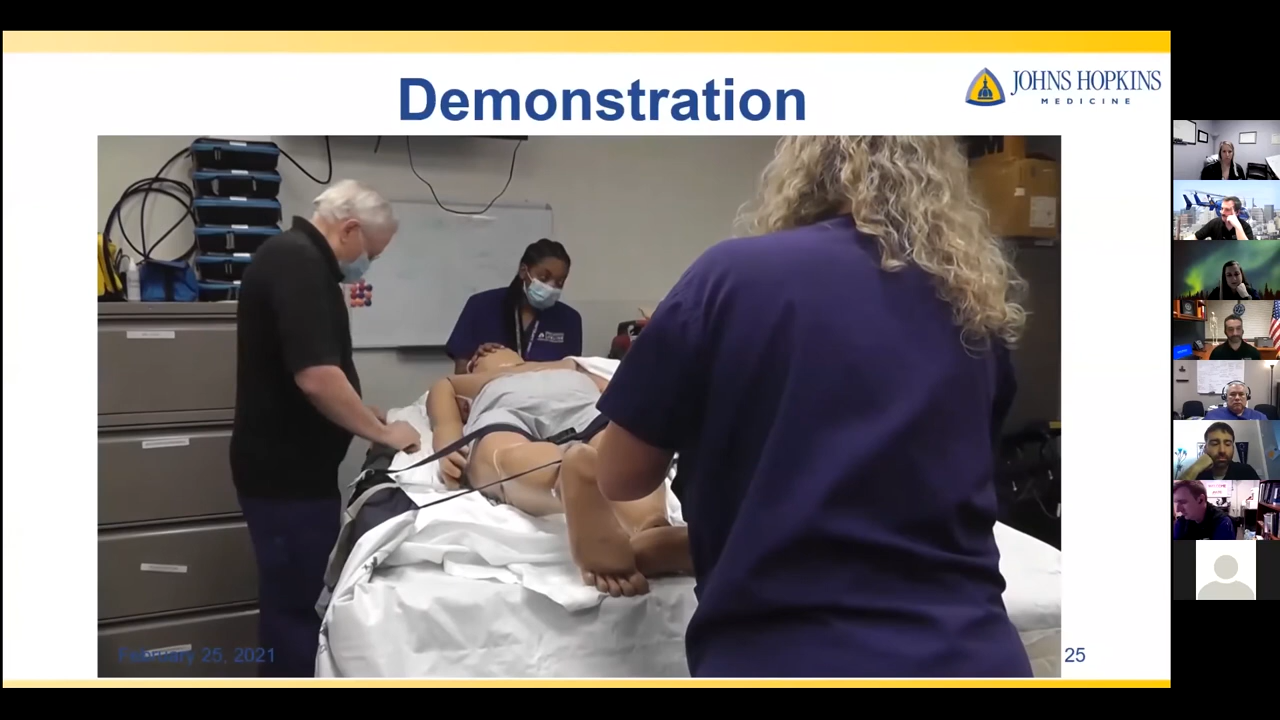 Demonstration
JOHNS HOPKINS
MEDICINE
February 25, 2021
25